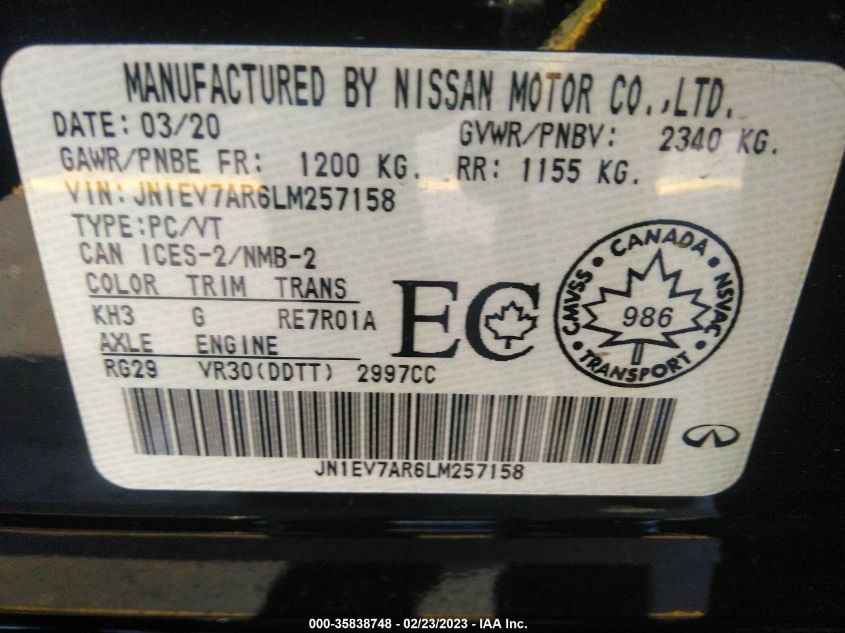 MANUFACTURED BY NISSAN MOTOR CO.,LTD.
DATE: 03/20 GVWR/PNBV: 2340 KG.
GAWR/PNBE FR: 1200 KG. RR: 1155 KG.
VIN: JN1EV7AR6LM257158
TYPE:PC/VT
CAN ICES-2/NMB-2
COLOR TRIM TRANS
KH3 G RE7R01A
AXLE ENGINE
RG29 VR30(DDTT) 2997CC
EC
CANADA
CMVSS 986 NSVAC
TRANSPORT
JN1EV7AR6LM257158
000-35838748 - 02/23/2023 - IAA Inc.